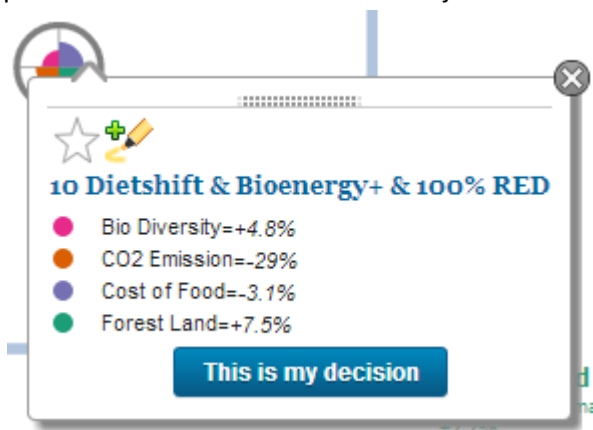 10 Dietshift & Bioenergy+ & 100% RED
Bio Diversity=+4.8%
CO2 Emission=-29%
Cost of Food=-3.1%
Forest Land=+7.5%
This is my decision